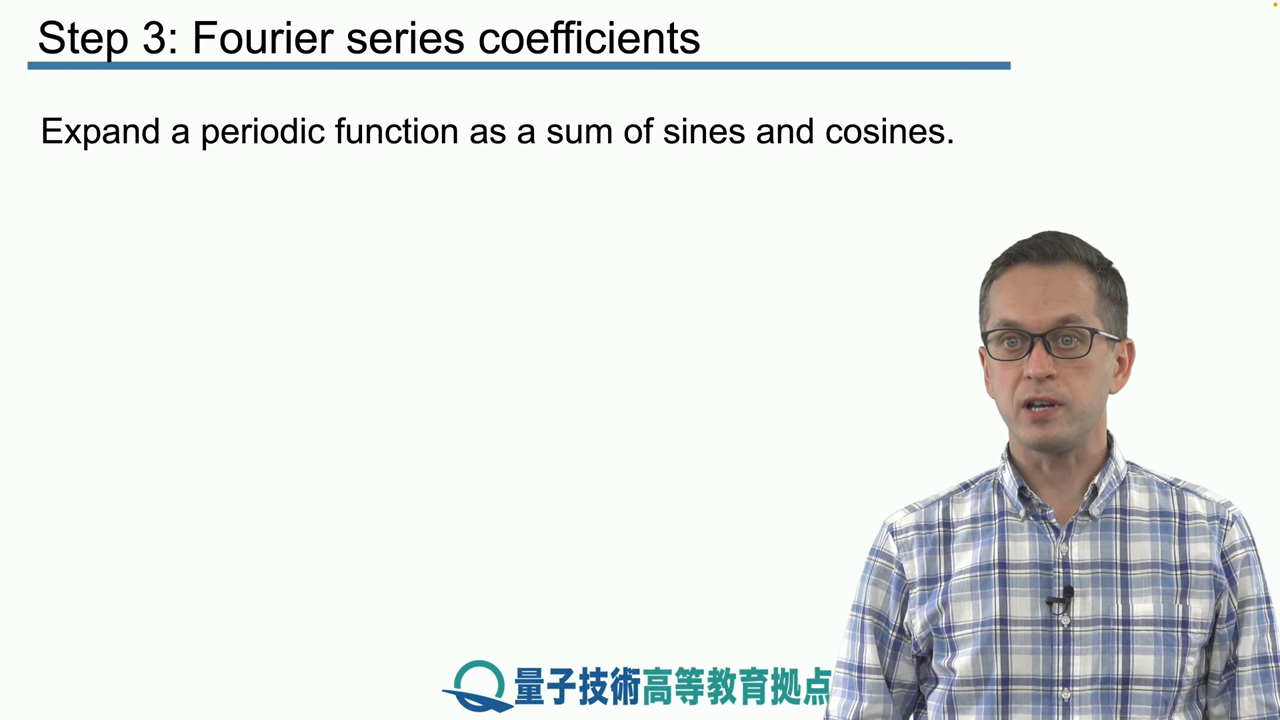 Step 3: Fourier series coefficients
Expand a periodic function as a sum of sines and cosines.
量子技術高等教育拠点